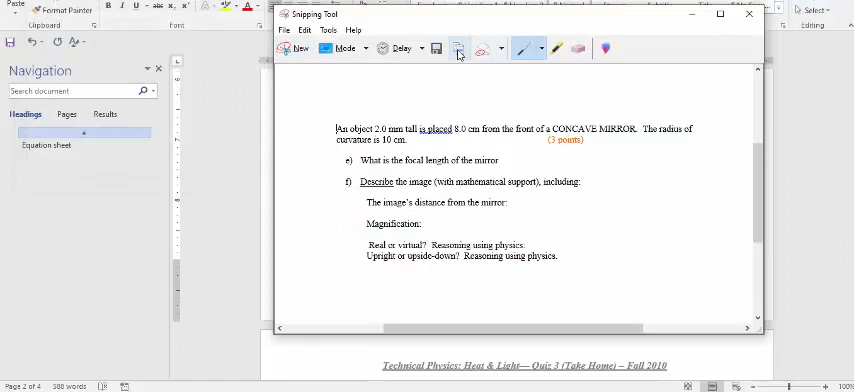 Paste
Format Painter
B I U
Clipboard
Font
Editing
Select
Snipping Tool
File Edit Tools Help
New Mode Delay
Navigation
Search document
Headings Pages Results
Equation sheet
An object 2.0 mm tall is placed 8.0 cm from the front of a CONCAVE MIRROR. The radius of
curvature is 10 cm. (3 points)
e) What is the focal length of the mirror
f) Describe the image (with mathematical support), including:
The image's distance from the mirror:
Magnification:
Real or virtual? Reasoning using physics:
Upright or upside-down? Reasoning using physics.
Technical Physics: Heat & Light— Quiz 3 (Take Home) – Fall 2010
Page 2 of 4 588 words
100%